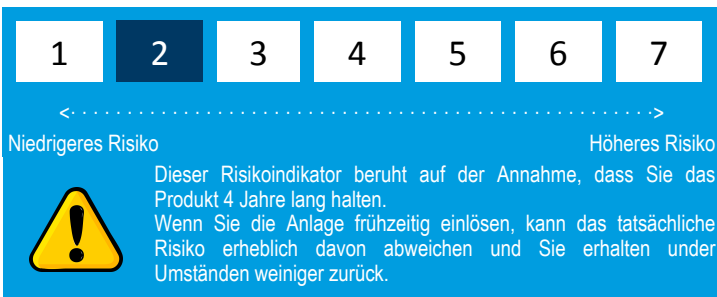 1 2 3 4 5 6 7
<·····················································>
Niedrigeres Risiko Höheres Risiko
Dieser Risikoindikator beruht auf der Annahme, dass Sie das
Produkt 4 Jahre lang halten.
Wenn Sie die Anlage frühzeitig einlösen, kann das tatsächliche
Risiko erheblich davon abweichen und Sie erhalten under
Umständen weiniger zurück.